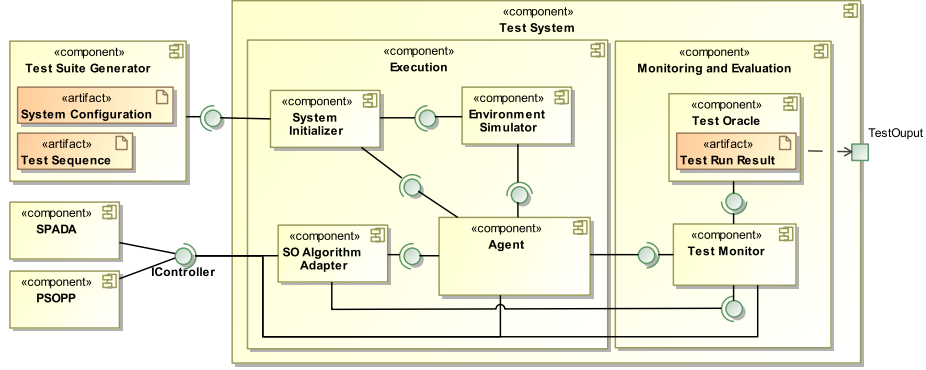 «component»
Test System
«component»
Test Suite Generator
«artifact»
System Configuration
«artifact»
Test Sequence
«component»
Execution
«component»
System
Initializer
«component»
Environment
Simulator
«component»
Monitoring and Evaluation
«component»
Test Oracle
«artifact»
Test Run Result
TestOuput
«component»
SPADA
«component»
PSOPP
IController
«component»
SO Algorithm
Adapter
«component»
Agent
«component»
Test Monitor